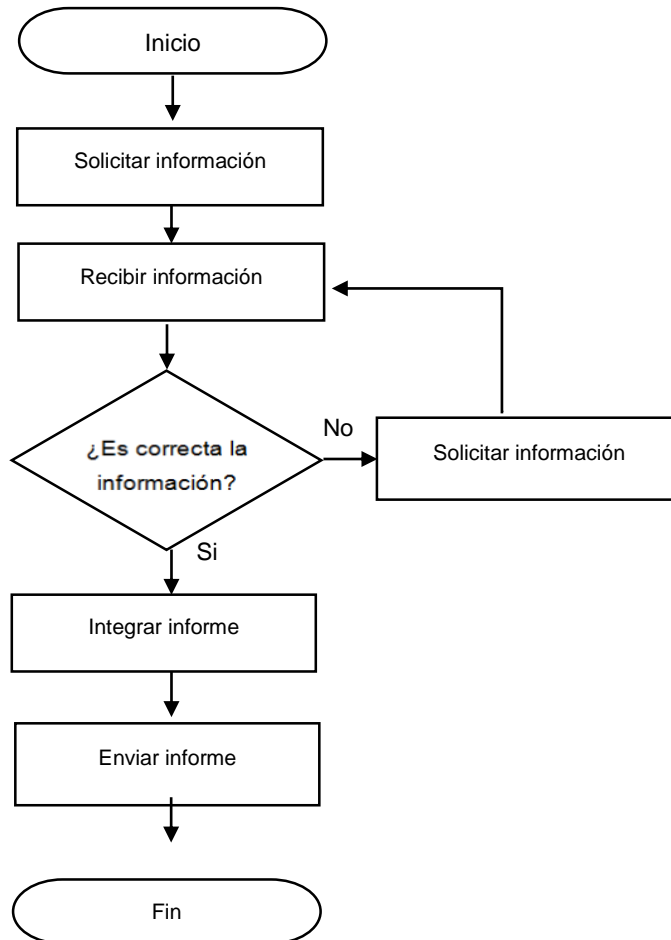 Inicio
Solicitar información
Recibir información
¿Es correcta la
información?
No
Solicitar información
Si
Integrar informe
Enviar informe
Fin